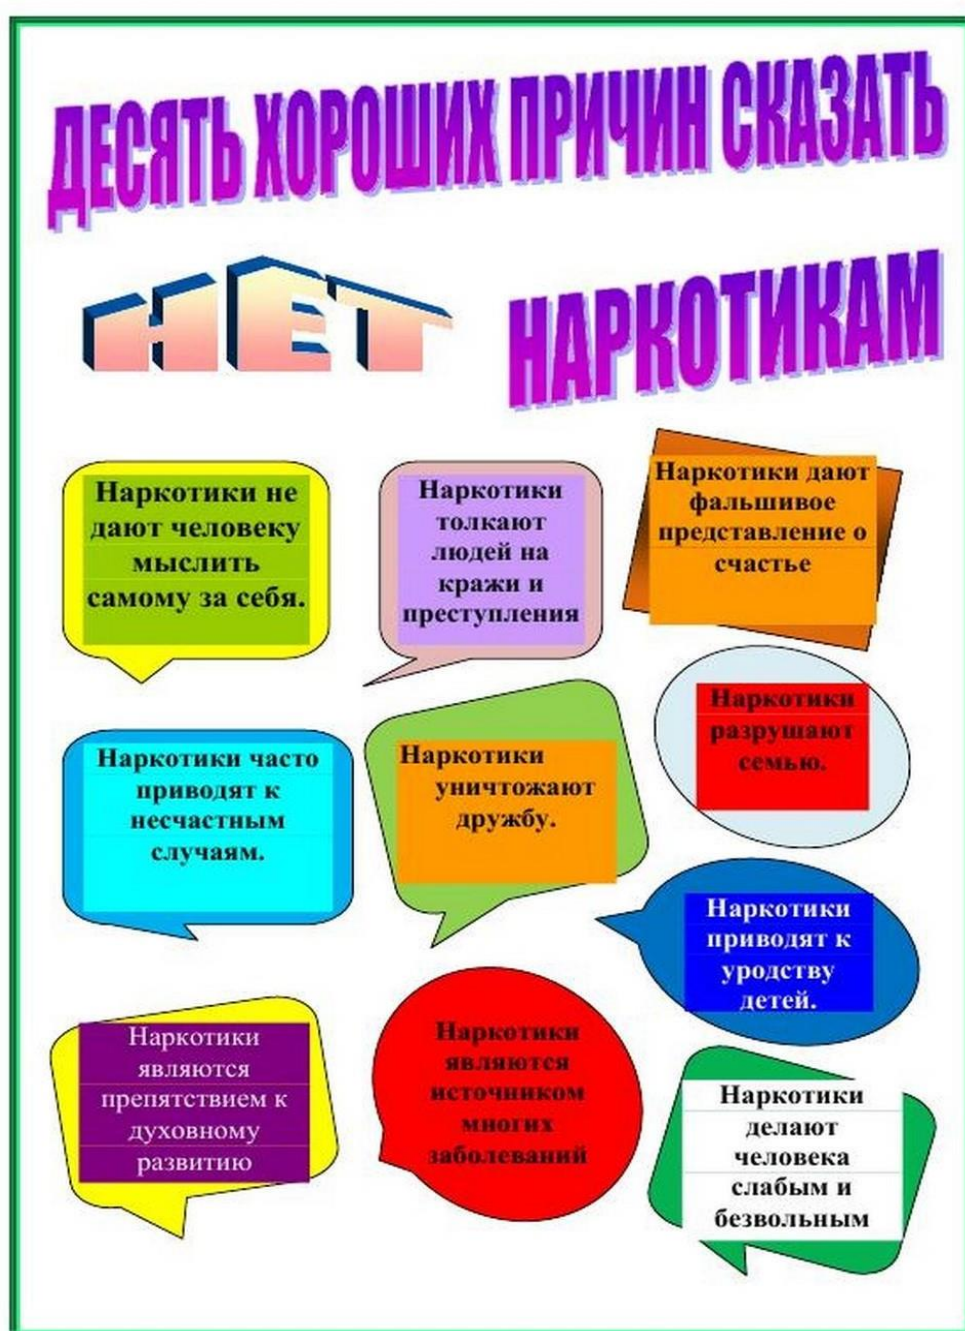 ДЕСЯТЬ ХОРОШИХ ПРИЧИН СКАЗАТЬ
НЕТ НАРКОТИКАМ
Наркотики не
дают человеку
мыслить
самому за себя.
Наркотики
толкают
людей на
кражи и
преступления
Наркотики дают
фальшивое
представление о
счастье
Наркотики часто
приводят к
несчастным
случаям.
Наркотики
уничтожают
дружбу.
Наркотики
разрушают
семью.
Наркотики
приводят к
уродству
детей.
Наркотики
являются
препятствием к
духовному
развитию
Наркотики
являются
источником
многих
заболеваний
Наркотики
делают
человека
слабым и
безвольным